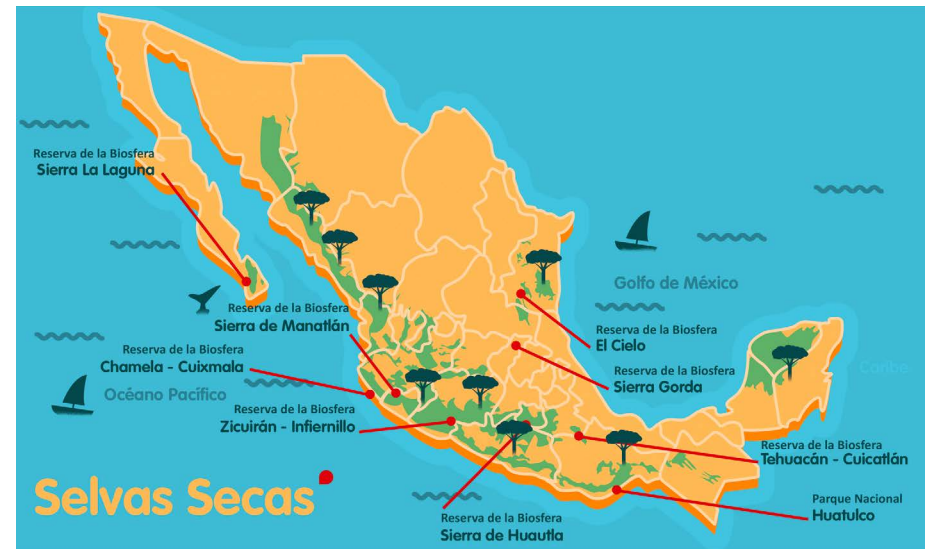 Reserva de la Biosfera
Sierra La Laguna
Golfo de México
Reserva de la Biosfera
Sierra de Manatlán
Reserva de la Biosfera
El Cielo
Reserva de la Biosfera
Chamela - Cuixmala
Caribe
Reserva de la Biosfera
Sierra Gorda
Océano Pacífico
Reserva de la Biosfera
Zicuirán - Infiernillo
Reserva de la Biosfera
Tehuacán - Cuicatlán
Selvas Secas
Parque Nacional
Huatulco
Reserva de la Biosfera
Sierra de Huautla